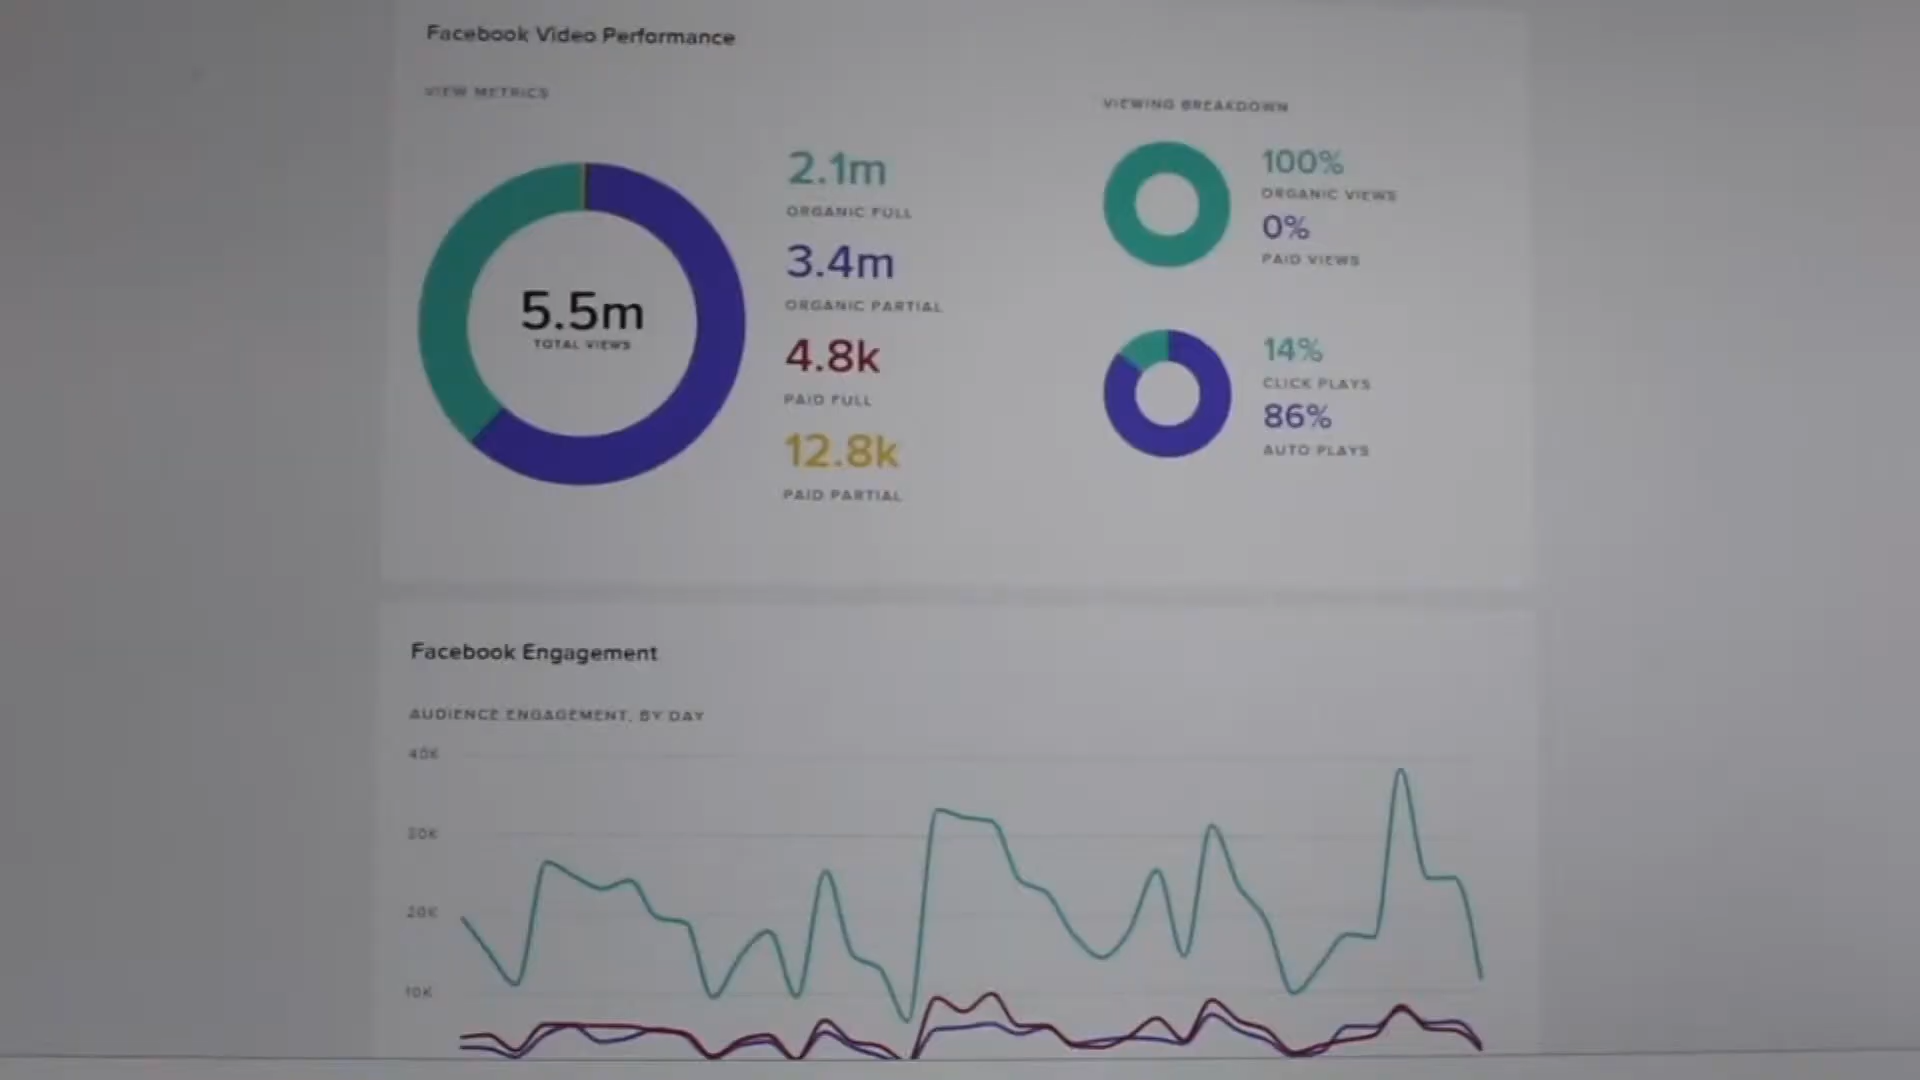 Facebook Video Performance
VIEW METRICS
2.1m
ORGANIC FULL
3.4m
ORGANIC PARTIAL
4.8k
PAID FULL
12.8k
PAID PARTIAL
5.5m
TOTAL VIEWS
VIEWING BREAKDOWN
100%
ORGANIC VIEWS
0%
PAID VIEWS
14%
CLICK PLAYS
86%
AUTO PLAYS
Facebook Engagement
AUDIENCE ENGAGEMENT, BY DAY
40K
30K
20K
10K